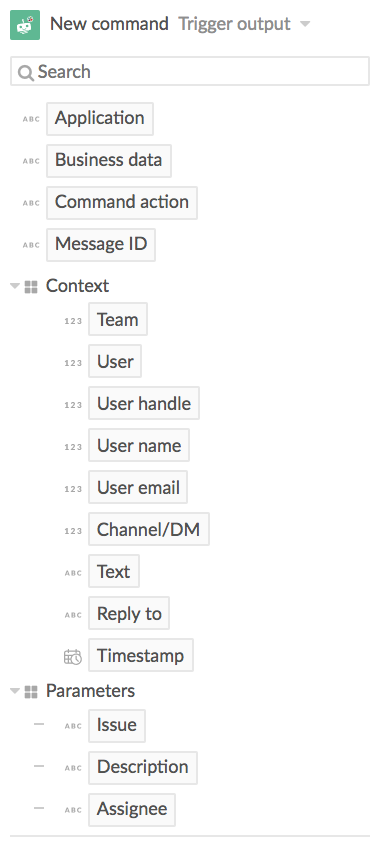 New command Trigger output
Search
ABC Application
ABC Business data
ABC Command action
ABC Message ID
Context
123 Team
123 User
123 User handle
123 User name
123 User email
123 Channel/DM
ABC Text
ABC Reply to
Timestamp
Parameters
ABC Issue
ABC Description
ABC Assignee